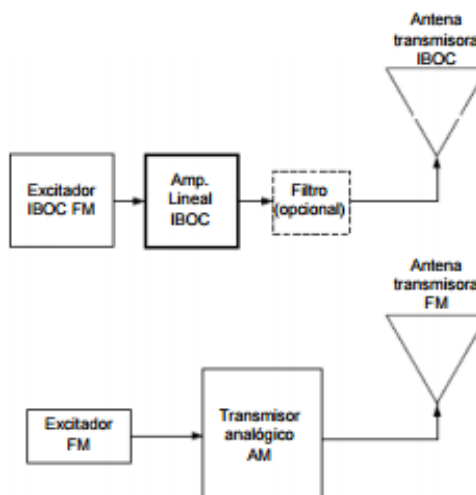 Antena
transmisora
IBOC
Excitador
IBOC FM
Amp.
Lineal
IBOC
Filtro
(opcional)
Antena
transmisora
FM
Excitador
FM
Transmisor
analógico
AM